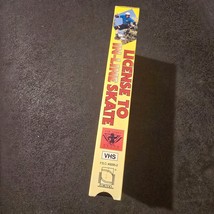 LICENSE TO
IN-LINE SKATE
VHS